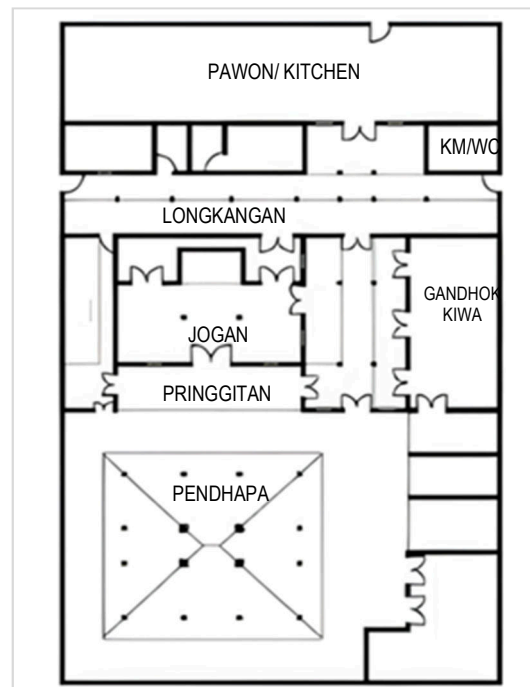 PAWON/ KITCHEN
KM/WC
LONGKANGAN
GANDHOK
KIWA
JOGAN
PRINGGITAN
PENDHAPA